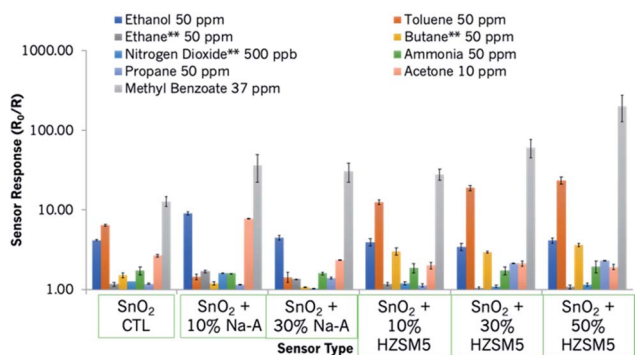 Ethanol 50 ppm
Toluene 50 ppm
Ethane** 50 ppm
Butane** 50 ppm
Nitrogen Dioxide** 500 ppb
Ammonia 50 ppm
Propane 50 ppm
Acetone 10 ppm
Methyl Benzoate 37 ppm
Sensor Response (R₀/R)
1000.00
100.00
10.00
1.00
SnO₂
CTL
SnO₂ +
10% Na-A
SnO₂ +
30% Na-A
SnO₂ +
10%
HZSM5
SnO₂ +
30%
HZSM5
SnO₂ +
50%
HZSM5
Sensor Type